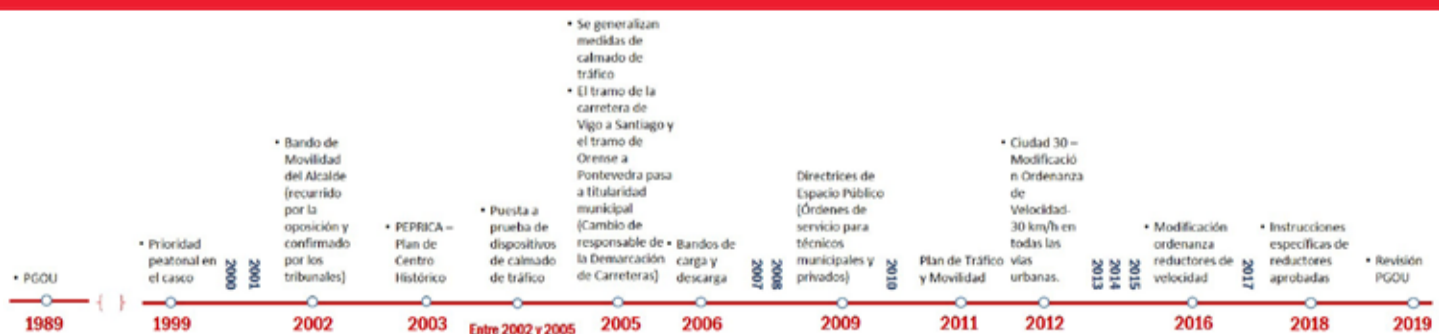 • PGOU
• Prioridad
peatonal en
el casco
2000
2001
• Bando de
Movilidad
del Alcalde
(recurrido
por la
oposición y
confirmado
por los
tribunales)
• PEPRICA –
Plan de
Centro
Histórico
• Puesta a
prueba de
dispositivos
de calmado
de tráfico
• Se generalizan
medidas de
calmado de
tráfico
• El tramo de la
carretera de
Vigo a Santiago y
el tramo de
Orense a
Pontevedra pasa
a titularidad
municipal
(Cambio de
responsable de
la Demarcación
de Carreteras)
• Bandos de
carga y
descarga
2007
2008
Directrices de
Espacio Público
(Órdenes de
servicio para
técnicos
municipales y
privados)
2010
Plan de Tráfico
y Movilidad
• Ciudad 30 –
Modificació
n Ordenanza
de
Velocidad-
30 km/h en
todas las
vías
urbanas.
2013
2014
2015
• Modificación
ordenanza
reductores de
velocidad
2017
• Instrucciones
específicas de
reductores
aprobadas
• Revisión
PGOU
1989
1999
2002
2003
Entre 2002 y 2005
2005
2006
2009
2011
2012
2016
2018
2019